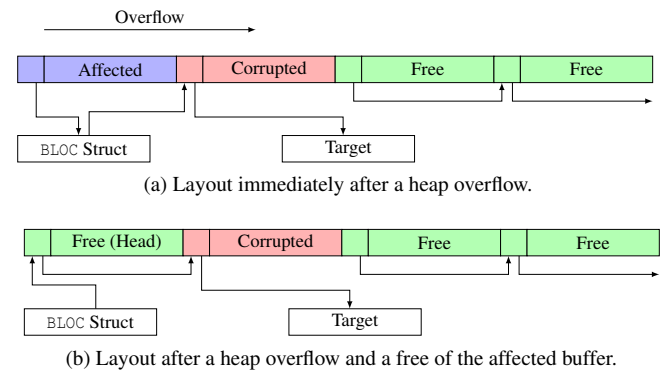 Overflow
Affected Corrupted Free Free
BLOC Struct Target
(a) Layout immediately after a heap overflow.
Free (Head) Corrupted Free Free
BLOC Struct Target
(b) Layout after a heap overflow and a free of the affected buffer.